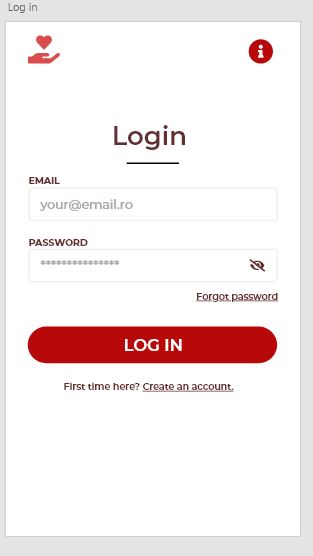 Log in
Login
EMAIL
your@email.ro
PASSWORD
***************
Forgot password
LOG IN
First time here? Create an account.